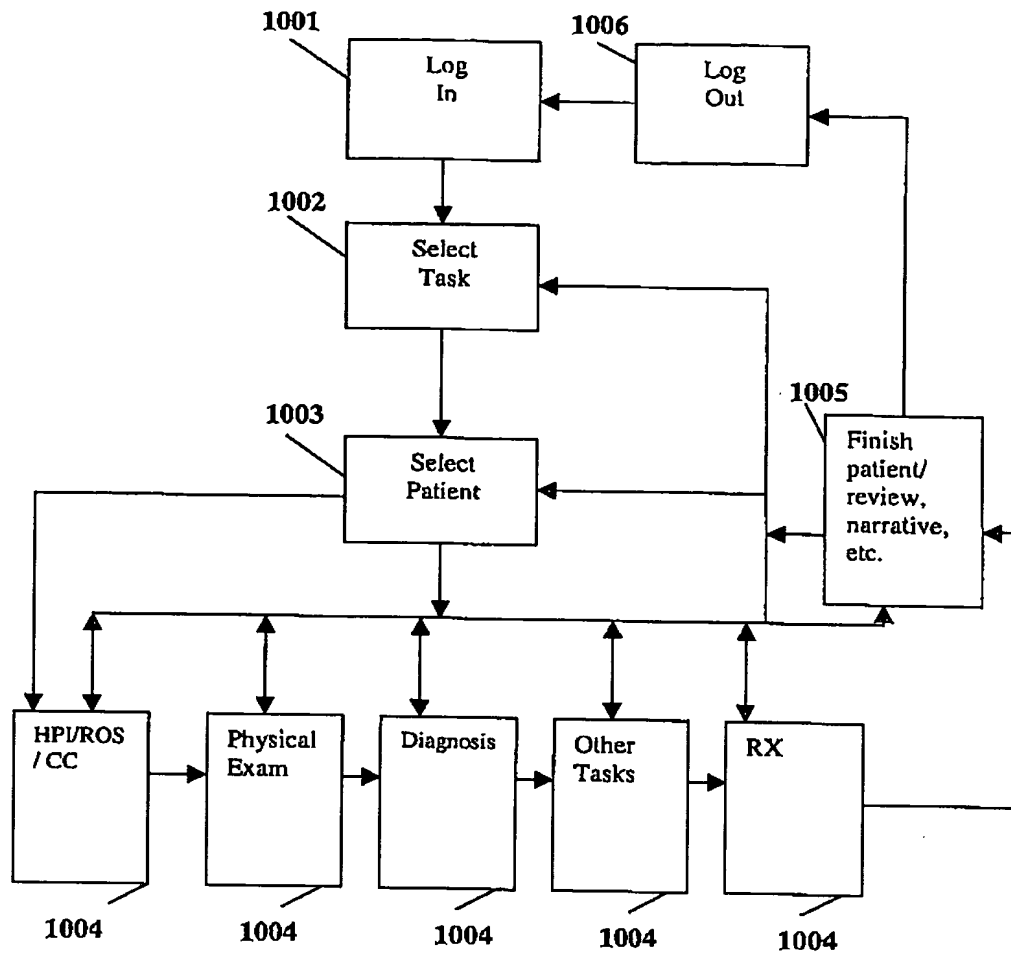 1001
Log
In
1006
Log
Out
1002
Select
Task
1003
Select
Patient
1005
Finish
patient/
review,
narrative,
etc.
HPI/ROS
/ CC
Physical
Exam
Diagnosis
Other
Tasks
RX
1004
1004
1004
1004
1004